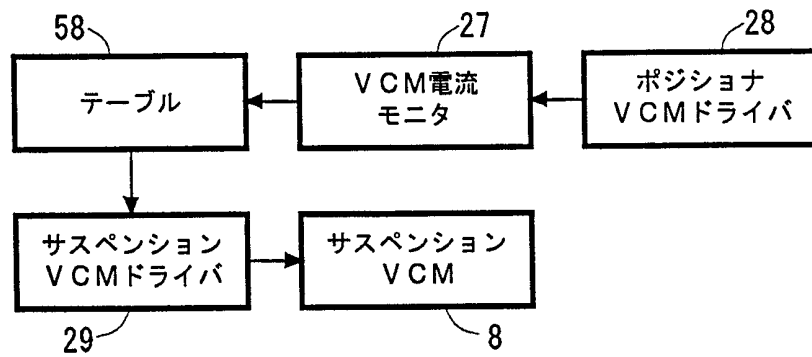 58
27
28
テーブル
ＶＣＭ電流
モニタ
ポジショナ
ＶＣＭドライバ
サスペンション
ＶＣＭドライバ
サスペンション
ＶＣＭ
29
8